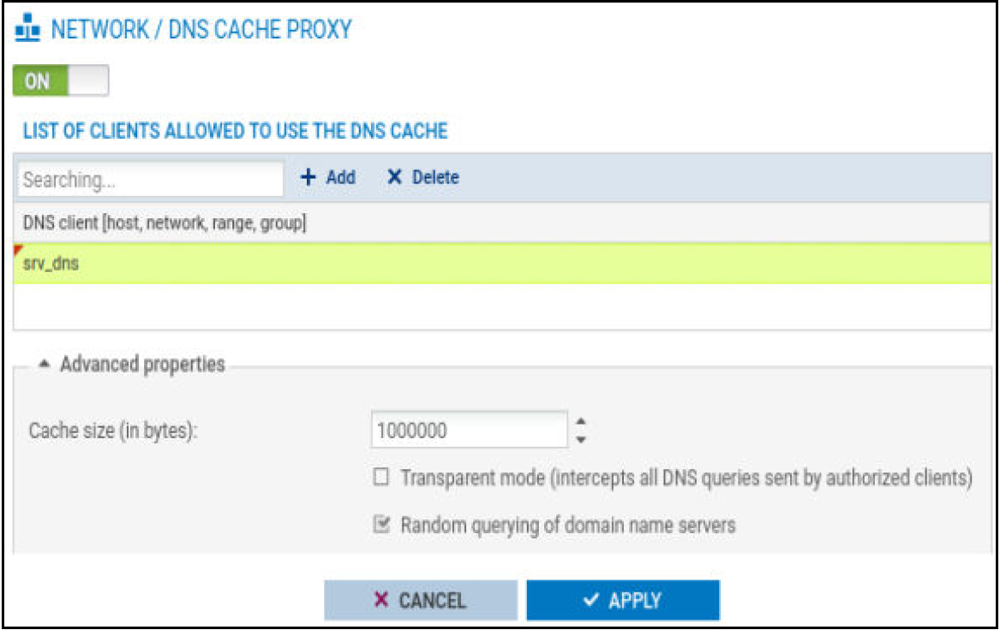 NETWORK / DNS CACHE PROXY
ON
LIST OF CLIENTS ALLOWED TO USE THE DNS CACHE
Searching... Add Delete
DNS client [host, network, range, group]
srv_dns
Advanced properties
Cache size (in bytes): 1000000
Transparent mode (intercepts all DNS queries sent by authorized clients)
Random querying of domain name servers
CANCEL APPLY